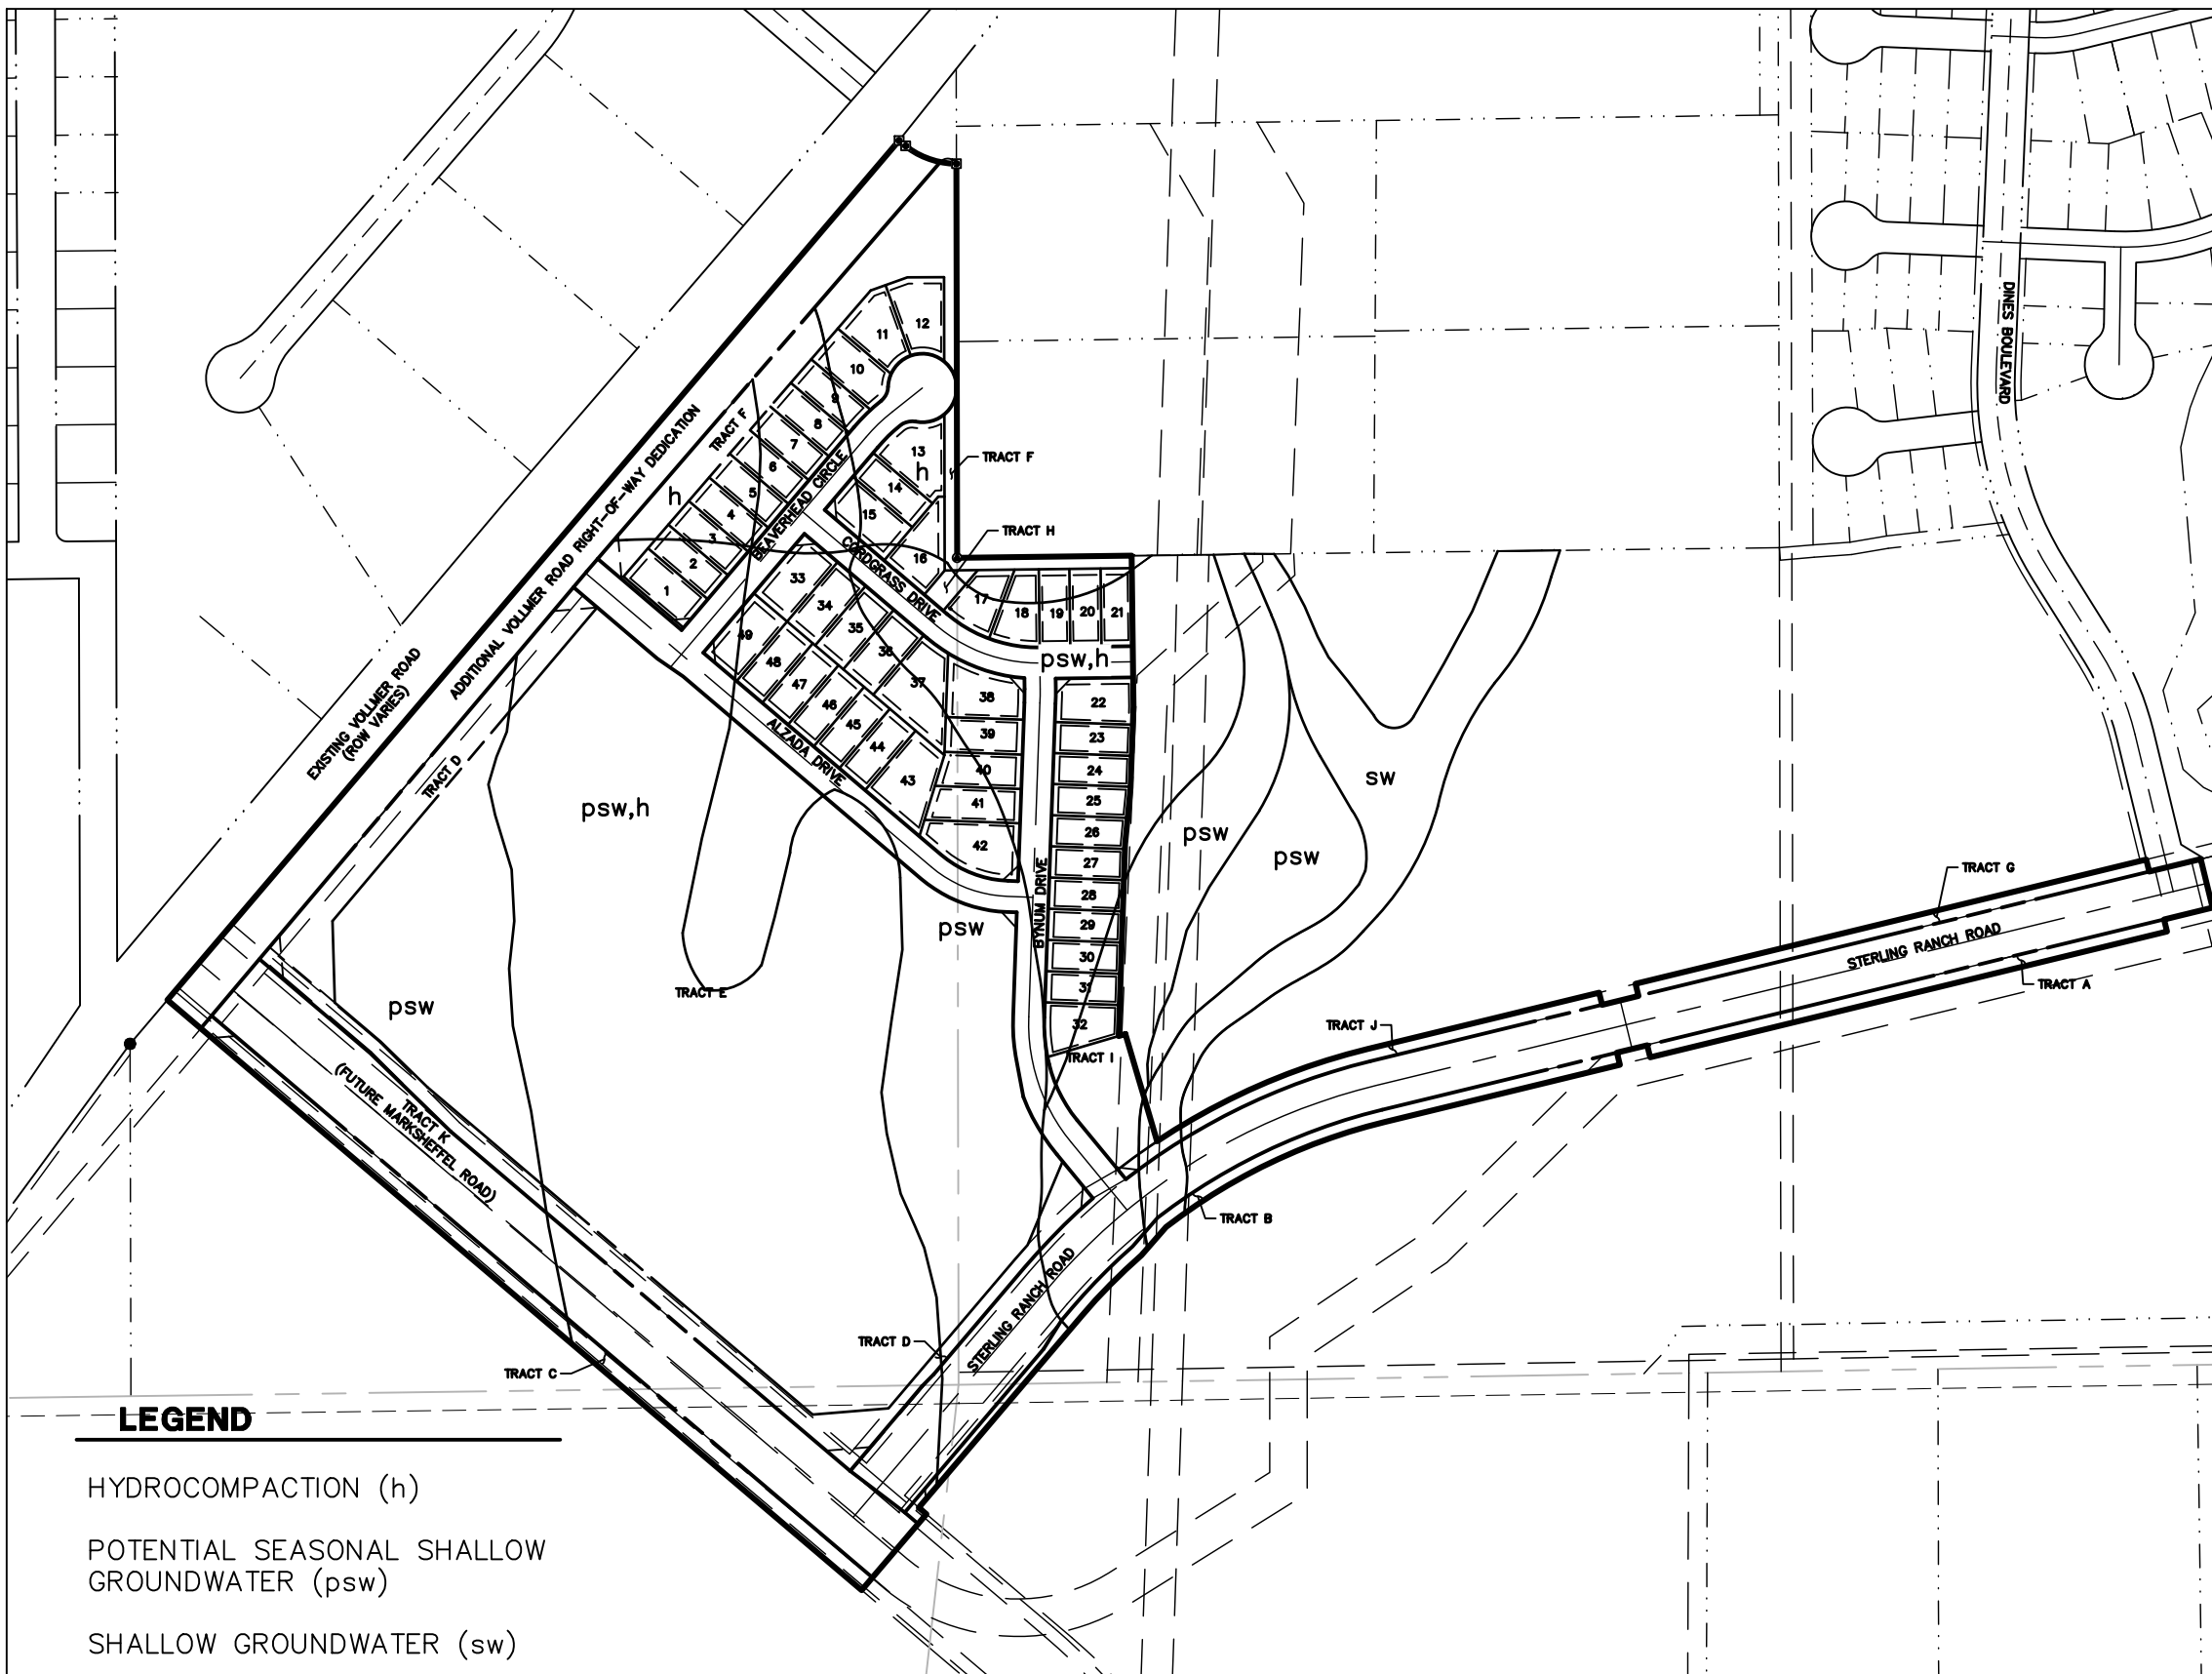 DINES BOULEVARD
12
11
10
9
8
7
6
5
4
3
2
1
TRACT F
h
BEAVERHEAD CIRCLE
13
h
14
15
16
TRACT F
TRACT H
ADDITIONAL VOLLMER ROAD RIGHT-OF-WAY DEDICATION
EXISTING VOLLMER ROAD
(ROW VARIES)
TRACT D
CORDGRASS DRIVE
17
18
19
20
21
psw,h
33
34
35
36
37
38
39
40
41
42
49
48
47
46
45
44
43
ALZADA DRIVE
22
23
24
25
26
27
28
29
30
31
32
BYNUM DRIVE
TRACT I
psw,h
psw
psw
psw
psw
sw
TRACT E
TRACT G
STERLING RANCH ROAD
TRACT A
TRACT J
TRACT B
TRACT K
(FUTURE MARKSHEFFEL ROAD)
TRACT D
STERLING RANCH ROAD
TRACT C
LEGEND
HYDROCOMPACTION (h)
POTENTIAL SEASONAL SHALLOW
GROUNDWATER (psw)
SHALLOW GROUNDWATER (sw)